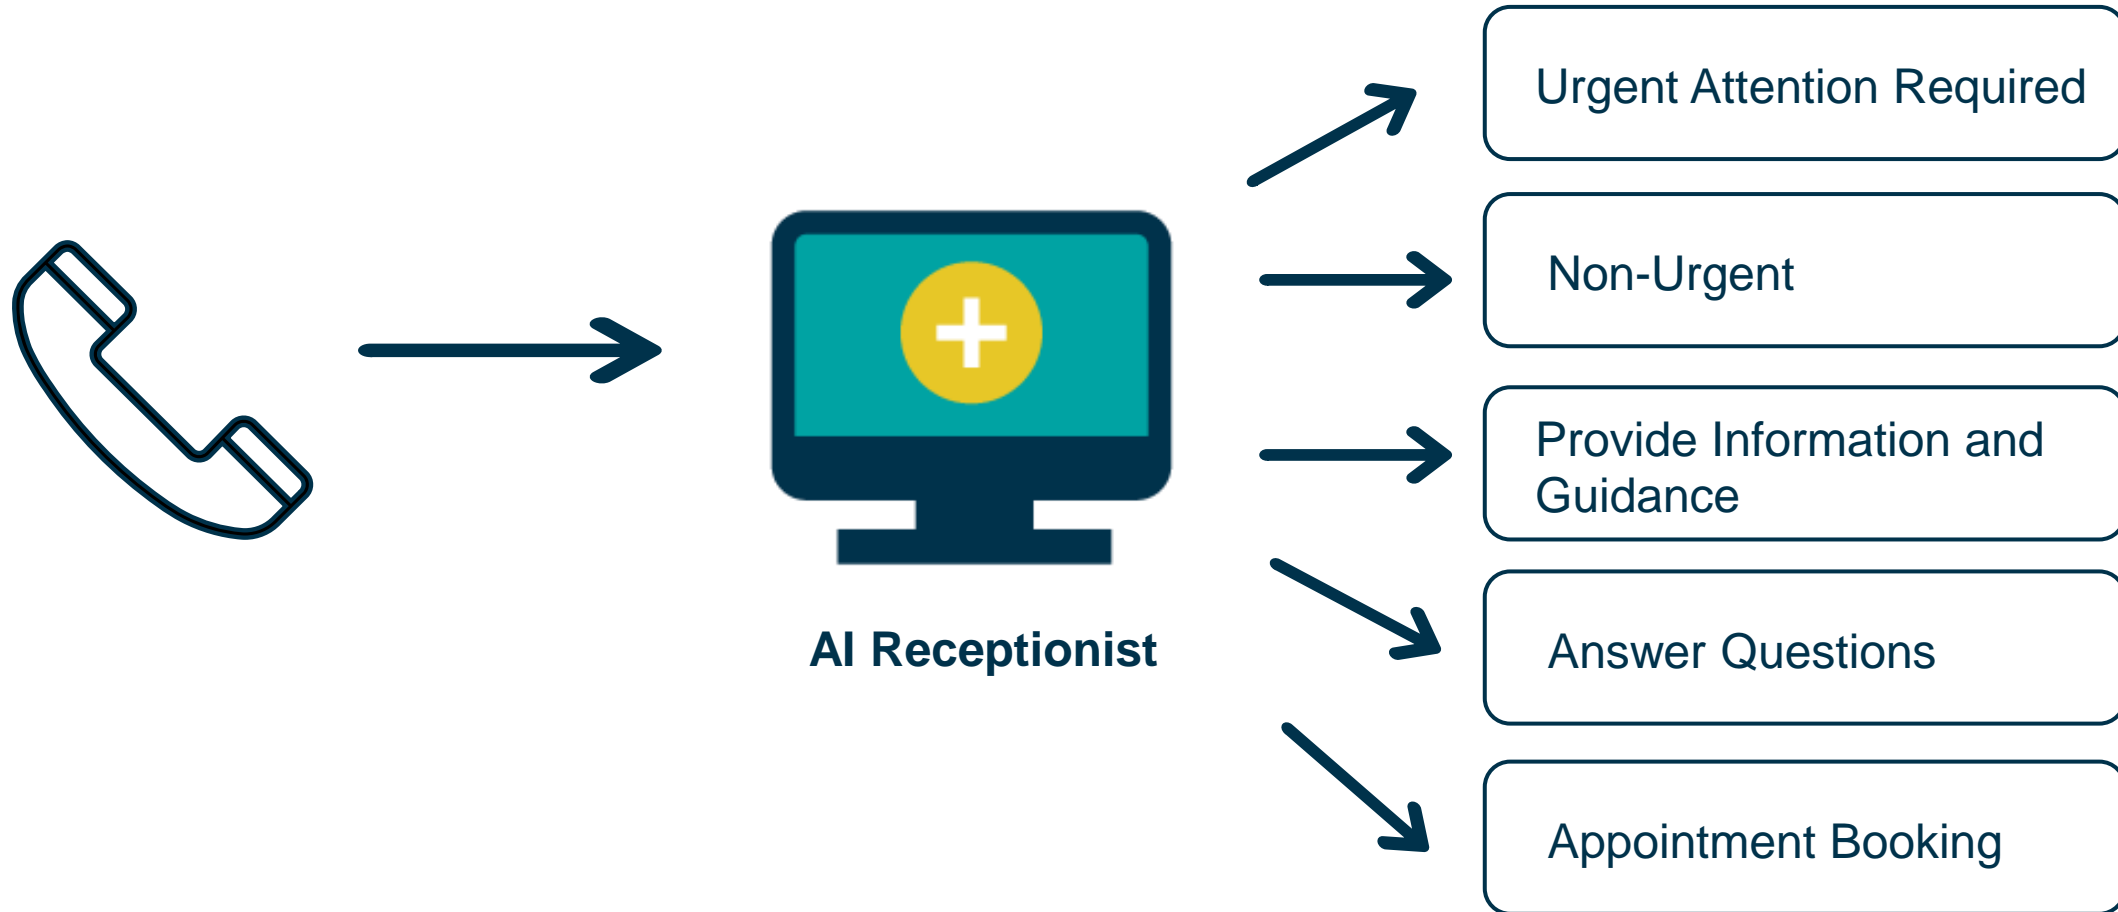 Urgent Attention Required
Non-Urgent
Provide Information and
Guidance
AI Receptionist
Answer Questions
Appointment Booking